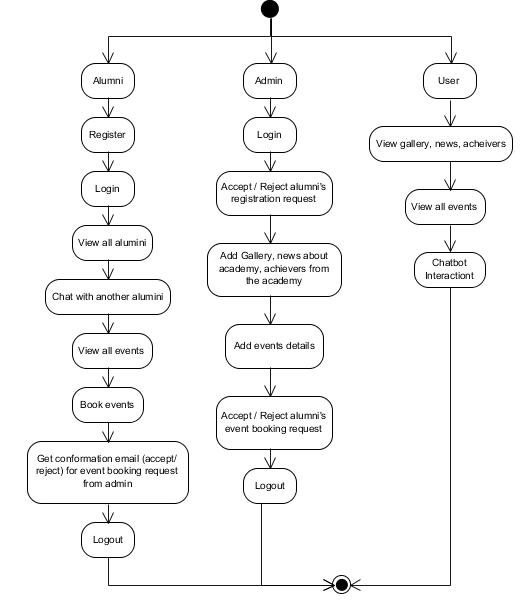 Alumni
Register
Login
View all alumini
Chat with another alumini
View all events
Book events
Get conformation email (accept/
reject) for event booking request
from admin
Logout
Admin
Login
Accept / Reject alumni's
registration request
Add Gallery, news about
academy, achievers from
the academy
Add events details
Accept / Reject alumni's
event booking request
Logout
User
View gallery, news, acheivers
View all events
Chatbot
Interactiont